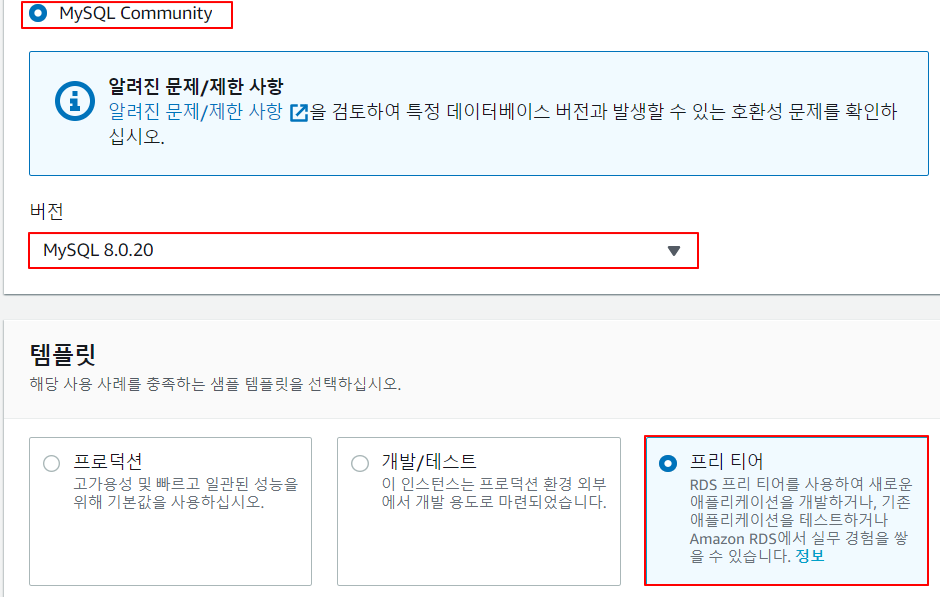 MySQL Community
알려진 문제/제한 사항
알려진 문제/제한 사항 을 검토하여 특정 데이터베이스 버전과 발생할 수 있는 호환성 문제를 확인하
십시오.
버전
MySQL 8.0.20
템플릿
해당 사용 사례를 충족하는 샘플 템플릿을 선택하십시오.
프로덕션
고가용성 및 빠르고 일관된 성능을
위해 기본값을 사용하십시오.
개발/테스트
이 인스턴스는 프로덕션 환경 외부
에서 개발 용도로 마련되었습니다.
프리 티어
RDS 프리 티어를 사용하여 새로운
애플리케이션을 개발하거나, 기존
애플리케이션을 테스트하거나
Amazon RDS에서 실무 경험을 쌓
을 수 있습니다. 정보